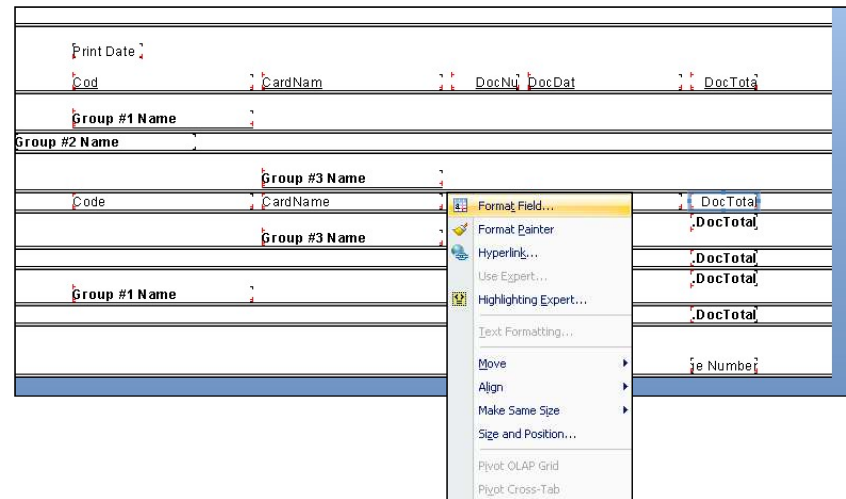 Print Date
Cod CardNam DocNu DocDat DocTota
Group #1 Name
Group #2 Name
Group #3 Name
Code CardName DocTotal
.DocTotal
Group #3 Name
.DocTotal
.DocTotal
Group #1 Name
.DocTotal
ge Number
Format Field...
Format Painter
Hyperlink...
Use Expert...
Highlighting Expert...
Text Formatting...
Move
Align
Make Same Size
Size and Position...
Pivot OLAP Grid
Pivot Cross-Tab